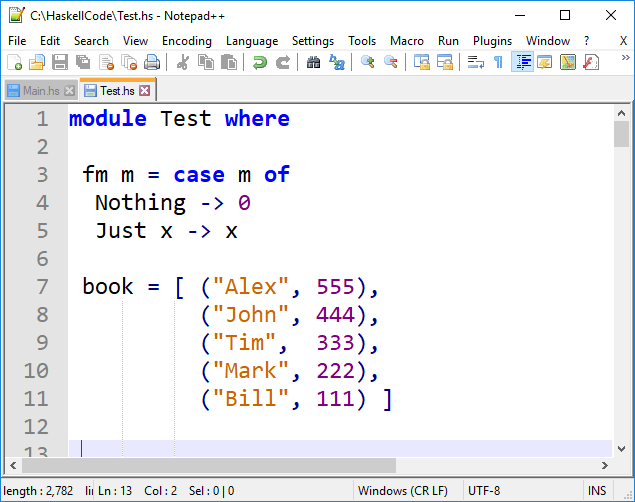 C:\HaskellCode\Test.hs - Notepad++
File Edit Search View Encoding Language Settings Tools Macro Run Plugins Window ? X
Main.hs Test.hs
1 module Test where
2
3 fm m = case m of
4 Nothing -> 0
5 Just x -> x
6
7 book = [ ("Alex", 555),
8 ("John", 444),
9 ("Tim", 333),
10 ("Mark", 222),
11 ("Bill", 111) ]
12
13
length : 2,782 Ln : 13 Col : 2 Sel : 0 | 0 Windows (CR LF) UTF-8 INS